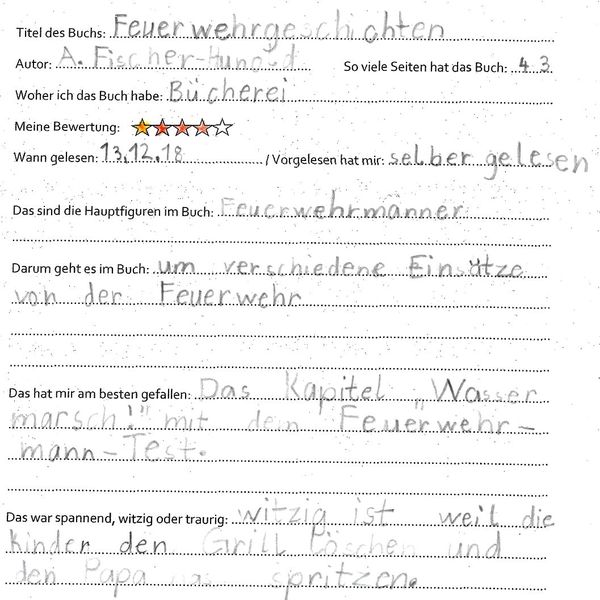 Titel des Buchs: Feuerwehrgeschichten
Autor: A. Fischer-Hunold So viele Seiten hat das Buch: 43
Woher ich das Buch habe: Bücherei
Meine Bewertung:
Wann gelesen: 13.12.18 / Vorgelesen hat mir: selber gelesen
Das sind die Hauptfiguren im Buch: Feuerwehrmänner
Darum geht es im Buch: um verschiedene Einsätze
von der Feuerwehr
Das hat mir am besten gefallen: Das Kapitel „Wasser
marsch!" mit dem Feuerwehr-
mann-Test.
Das war spannend, witzig oder traurig: witzig ist weil die
Kinder den Grill löschen und
den Papa nas spritzen.